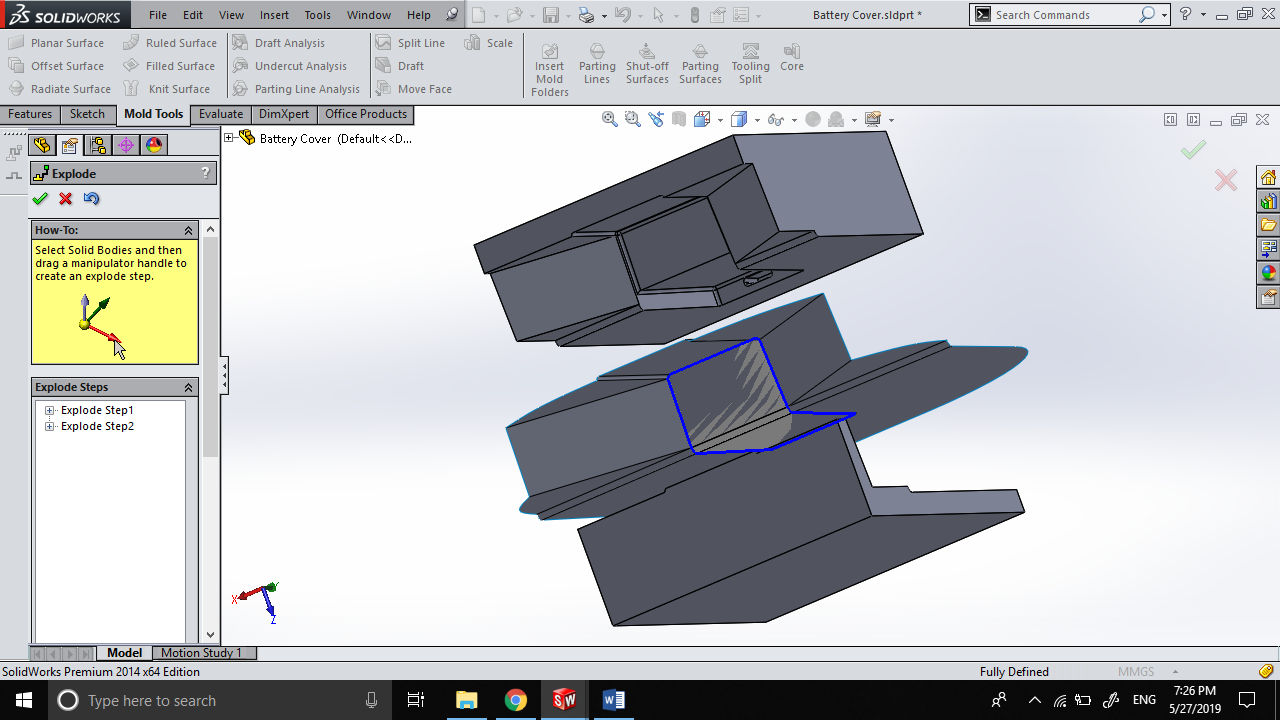 SOLIDWORKS File Edit View Insert Tools Window Help Battery Cover.sldprt * Search Commands ?
Planar Surface Ruled Surface Draft Analysis Split Line Scale
Offset Surface Filled Surface Undercut Analysis Draft
Radiate Surface Knit Surface Parting Line Analysis Move Face
Insert Mold Folders
Parting Lines
Shut-off Surfaces
Parting Surfaces
Tooling Split
Core
Features Sketch Mold Tools Evaluate DimXpert Office Products
Battery Cover (Default<<D...
Explode ?
How-To:
Select Solid Bodies and then
drag a manipulator handle to
create an explode step.
Explode Steps
Explode Step1
Explode Step2
X Y Z
Model Motion Study 1
SolidWorks Premium 2014 x64 Edition Fully Defined MMGS
Type here to search SW W ENG 7:26 PM
5/27/2019